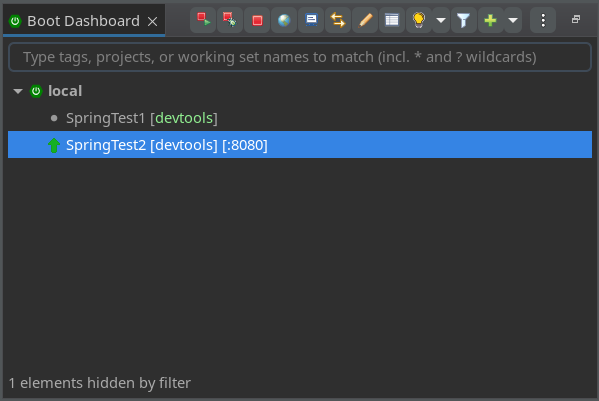 Boot Dashboard
Type tags, projects, or working set names to match (incl. * and ? wildcards)
local
SpringTest1 [devtools]
SpringTest2 [devtools] [:8080]
1 elements hidden by filter